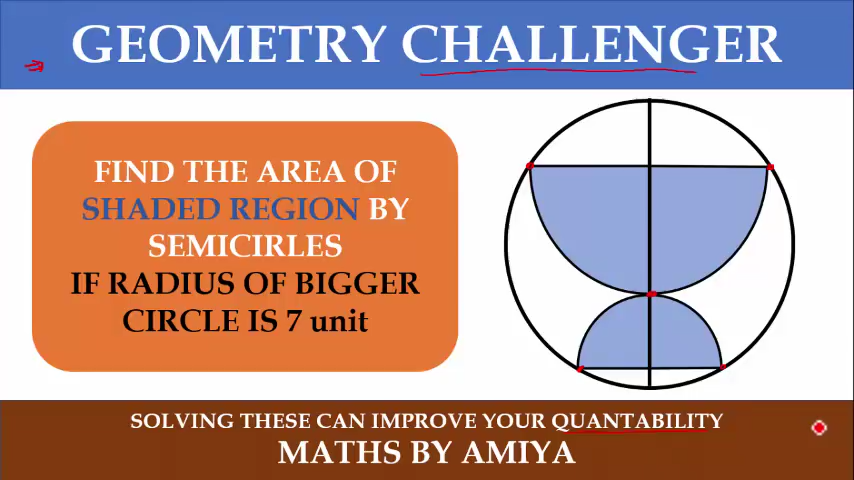 GEOMETRY CHALLENGER
FIND THE AREA OF
SHADED REGION BY
SEMICIRLES
IF RADIUS OF BIGGER
CIRCLE IS 7 unit
SOLVING THESE CAN IMPROVE YOUR QUANTABILITY
MATHS BY AMIYA